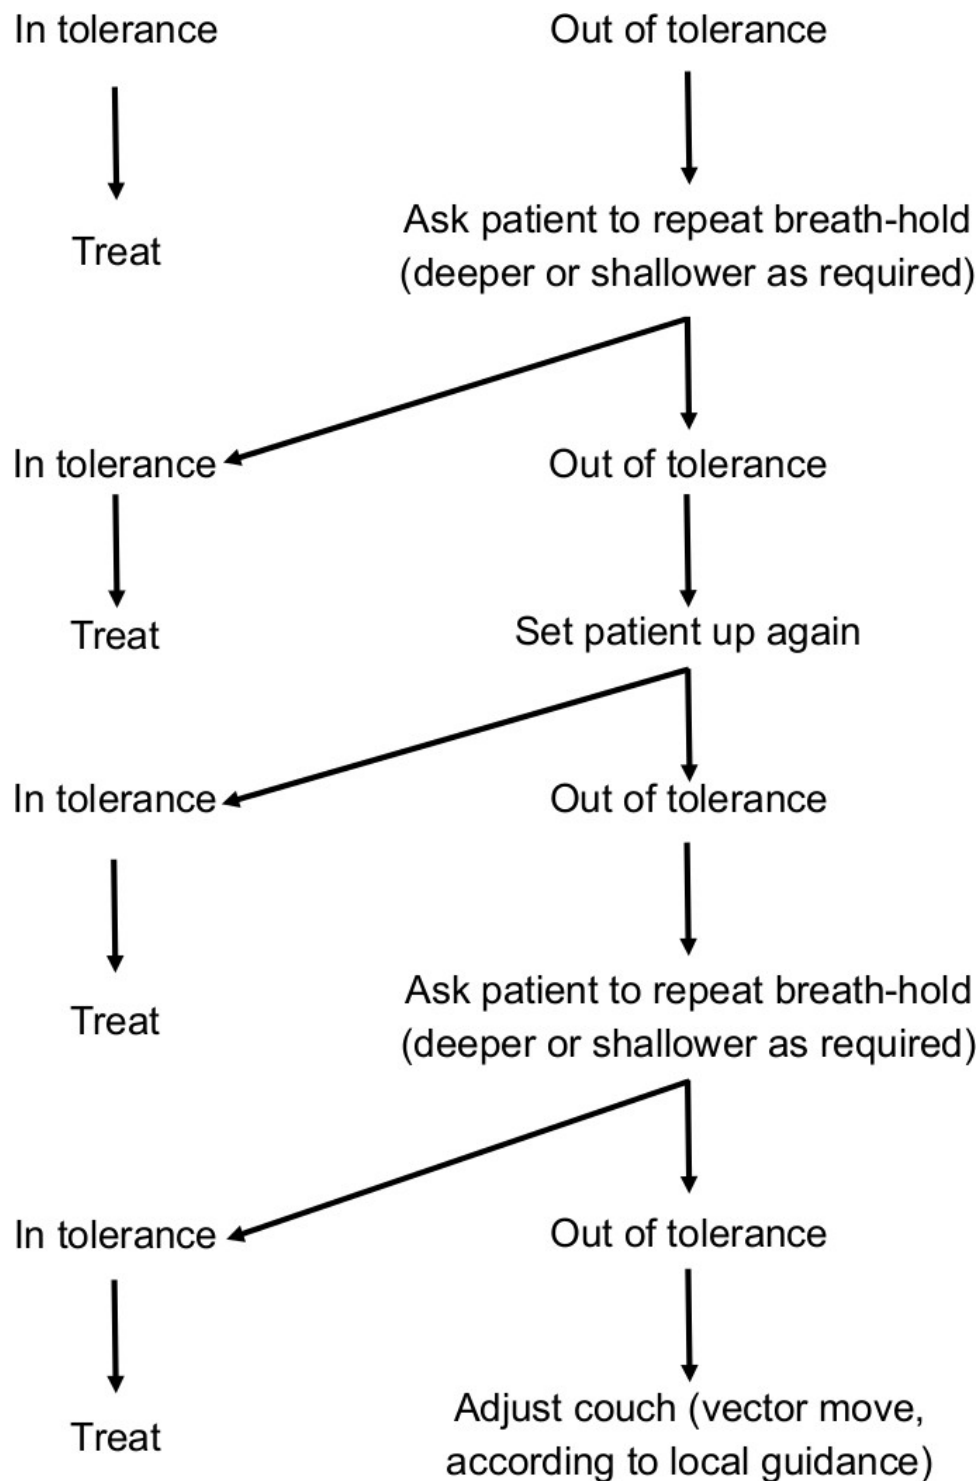 In tolerance
Out of tolerance
Treat
Ask patient to repeat breath-hold
(deeper or shallower as required)
In tolerance
Out of tolerance
Treat
Set patient up again
In tolerance
Out of tolerance
Treat
Ask patient to repeat breath-hold
(deeper or shallower as required)
In tolerance
Out of tolerance
Treat
Adjust couch (vector move,
according to local guidance)